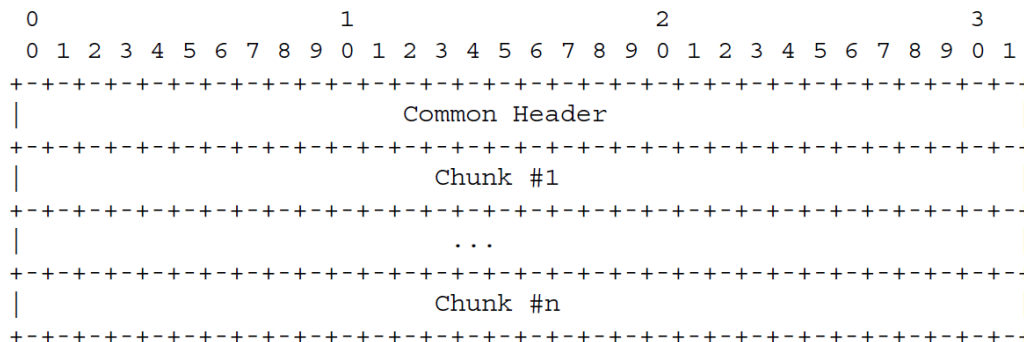 0                   1                   2                   3
0 1 2 3 4 5 6 7 8 9 0 1 2 3 4 5 6 7 8 9 0 1 2 3 4 5 6 7 8 9 0 1
+-+-+-+-+-+-+-+-+-+-+-+-+-+-+-+-+-+-+-+-+-+-+-+-+-+-+-+-+-+-+-+-
| Common Header
+-+-+-+-+-+-+-+-+-+-+-+-+-+-+-+-+-+-+-+-+-+-+-+-+-+-+-+-+-+-+-+-
| Chunk #1
+-+-+-+-+-+-+-+-+-+-+-+-+-+-+-+-+-+-+-+-+-+-+-+-+-+-+-+-+-+-+-+-
| ...
+-+-+-+-+-+-+-+-+-+-+-+-+-+-+-+-+-+-+-+-+-+-+-+-+-+-+-+-+-+-+-+-
| Chunk #n
+-+-+-+-+-+-+-+-+-+-+-+-+-+-+-+-+-+-+-+-+-+-+-+-+-+-+-+-+-+-+-+-